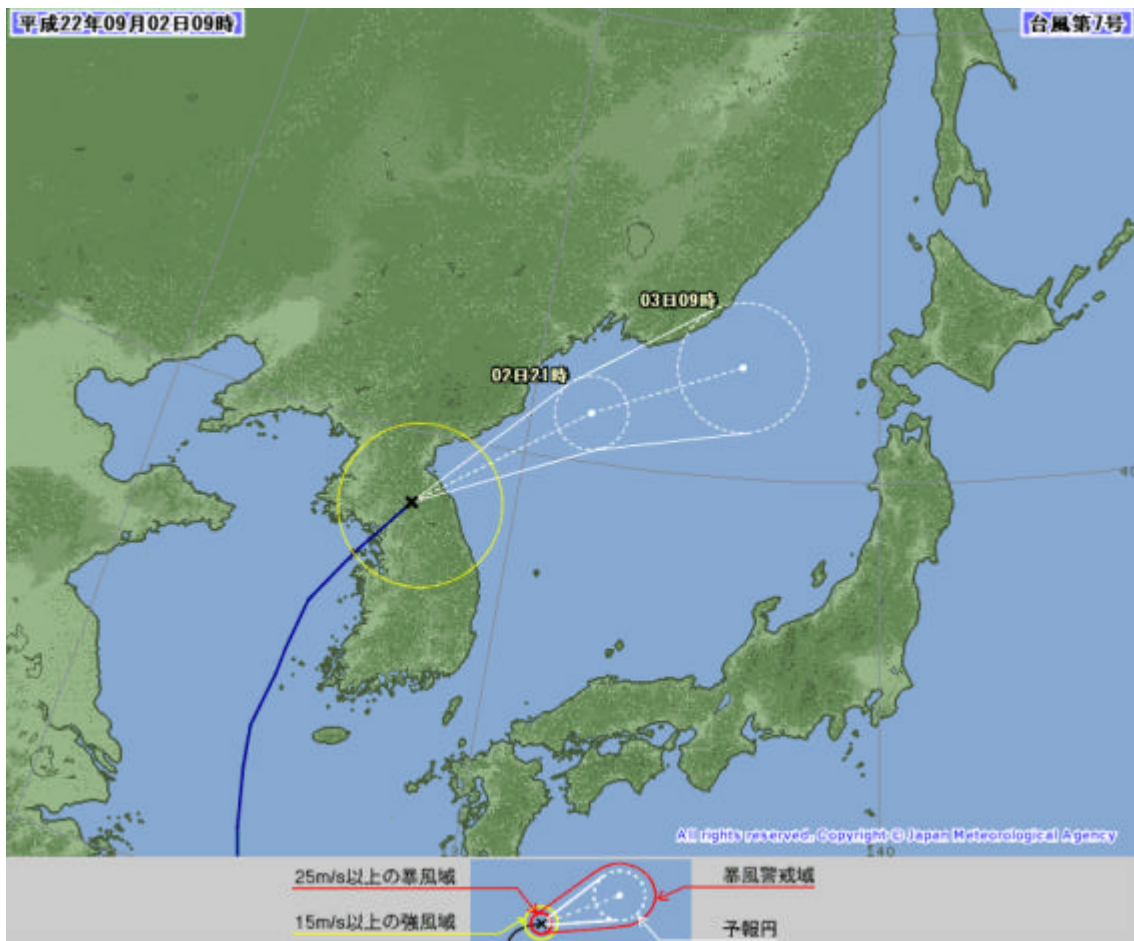 平成22年09月02日09時
台風第7号
03日09時
02日21時
All rights reserved. Copyright © Japan Meteorological Agency
140
25m/s以上の暴風域
暴風警戒域
15m/s以上の強風域
予報円